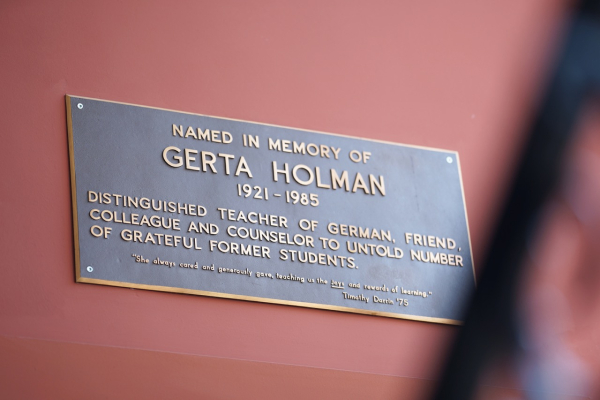 NAMED IN MEMORY OF
GERTA HOLMAN
1921-1985
DISTINGUISHED TEACHER OF GERMAN, FRIEND,
COLLEAGUE AND COUNSELOR TO UNTOLD NUMBER
OF GRATEFUL FORMER STUDENTS.
"She always cared and generously gave, teaching us the joys and rewards of learning."
Timothy '75